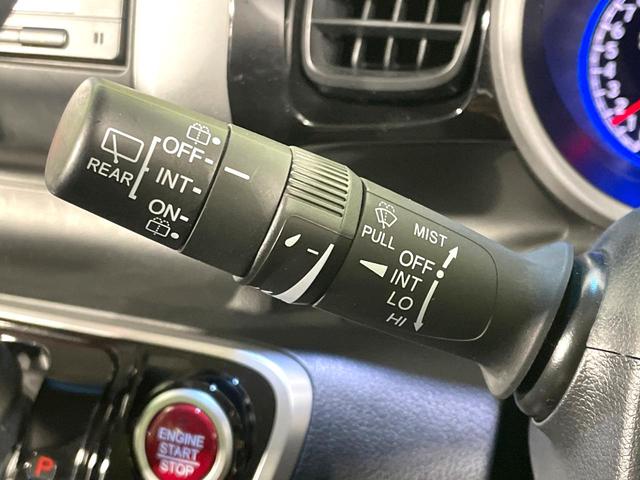 OFF
REAR
INT
ON
PULL
MIST
OFF
INT
LO
HI
ENGINE
START
STOP
P